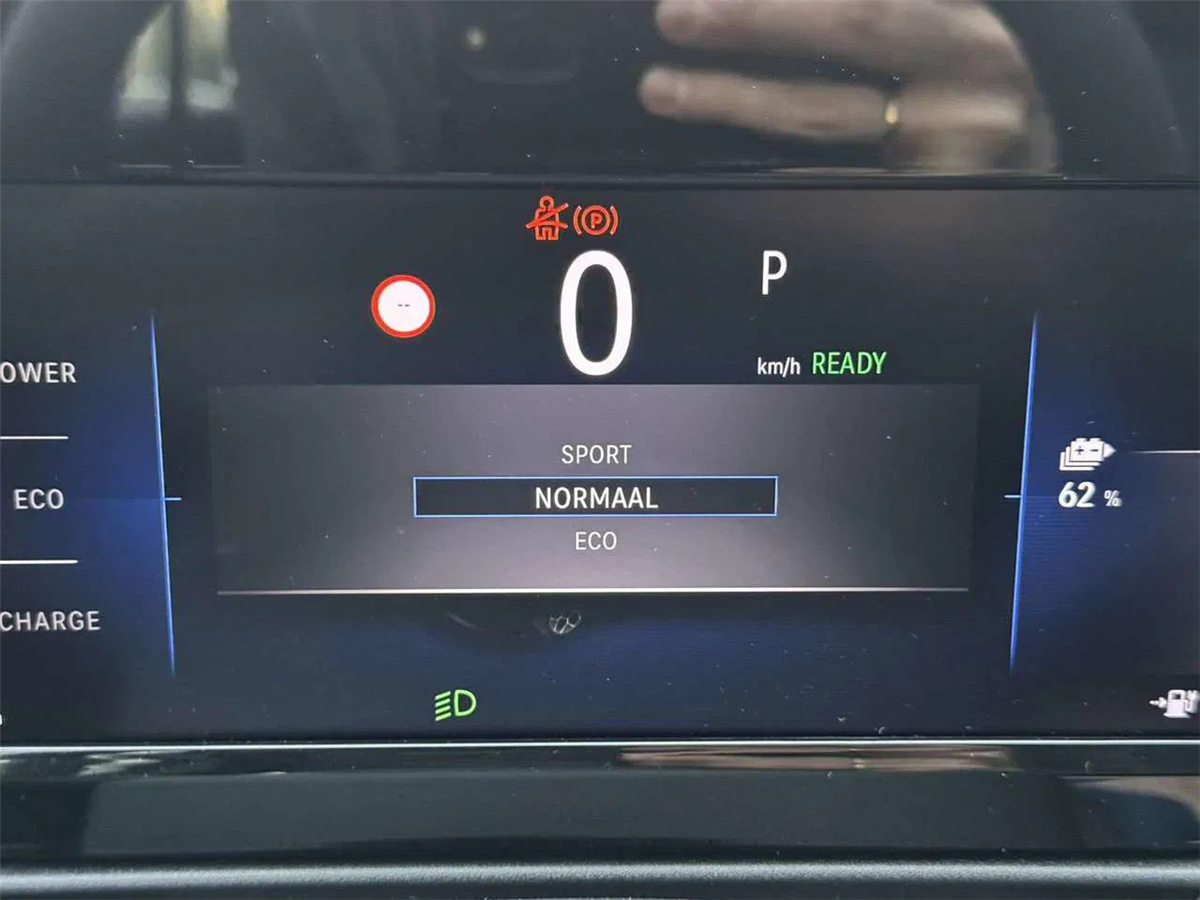 P
0
P
--
km/h READY
OWER
ECO
CHARGE
SPORT
NORMAAL
ECO
62 %